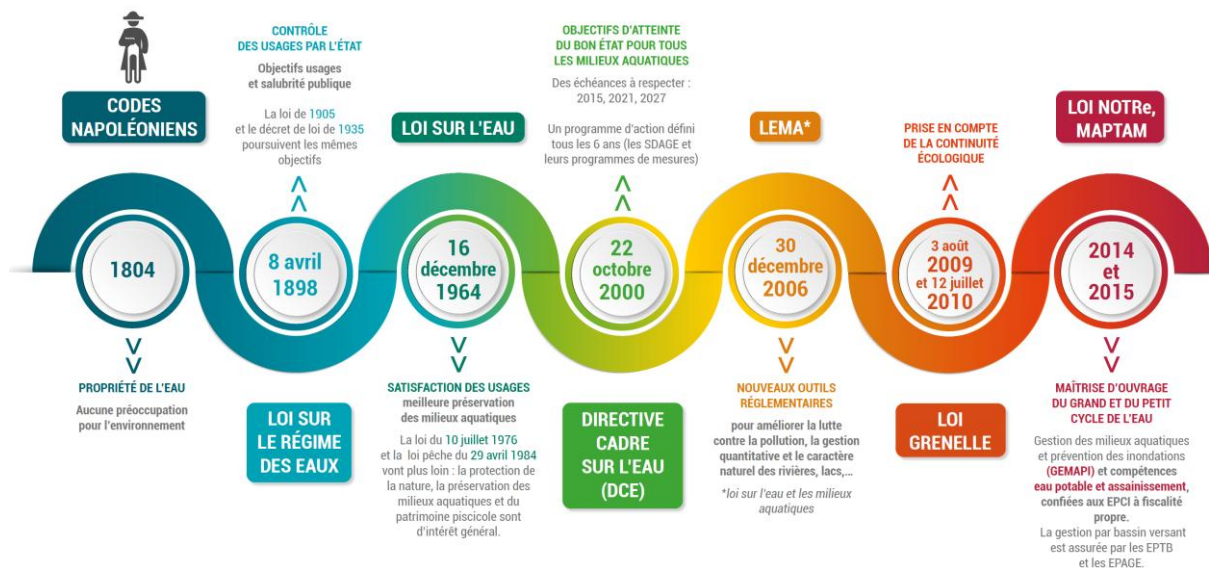 CODES
NAPOLÉONIENS
1804
PROPRIÉTÉ DE L'EAU
Aucune préoccupation
pour l'environnement
CONTRÔLE
DES USAGES PAR L'ÉTAT
Objectifs usages
et salubrité publique
La loi de 1905
et le décret de loi de 1935
poursuivent les mêmes
objectifs
8 avril
1898
LOI SUR
LE RÉGIME
DES EAUX
LOI SUR L'EAU
16
décembre
1964
SATISFACTION DES USAGES
meilleure préservation
des milieux aquatiques
La loi du 10 juillet 1976
et la loi pêche du 29 avril 1984
vont plus loin : la protection de
la nature, la préservation des
milieux aquatiques et du
patrimoine piscicole sont
d'intérêt général.
OBJECTIFS D'ATTEINTE
DU BON ÉTAT POUR TOUS
LES MILIEUX AQUATIQUES
Des échéances à respecter :
2015, 2021, 2027
Un programme d'action défini
tous les 6 ans (les SDAGE et
leurs programmes de mesures)
22
octobre
2000
DIRECTIVE
CADRE
SUR L'EAU
(DCE)
LEMA*
30
décembre
2006
NOUVEAUX OUTILS
RÉGLEMENTAIRES
pour améliorer la lutte
contre la pollution, la gestion
quantitative et le caractère
naturel des rivières, lacs,...
*loi sur l'eau et les milieux
aquatiques
PRISE EN COMPTE
DE LA CONTINUITÉ
ÉCOLOGIQUE
3 août
2009
et 12 juillet
2010
LOI
GRENELLE
LOI NOTRe,
MAPTAM
2014
et
2015
MAÎTRISE D'OUVRAGE
DU GRAND ET DU PETIT
CYCLE DE L'EAU
Gestion des milieux aquatiques
et prévention des inondations
(GEMAPI) et compétences
eau potable et assainissement,
confiées aux EPCI à fiscalité
propre.
La gestion par bassin versant
est assurée par les EPTB
et les EPAGE.